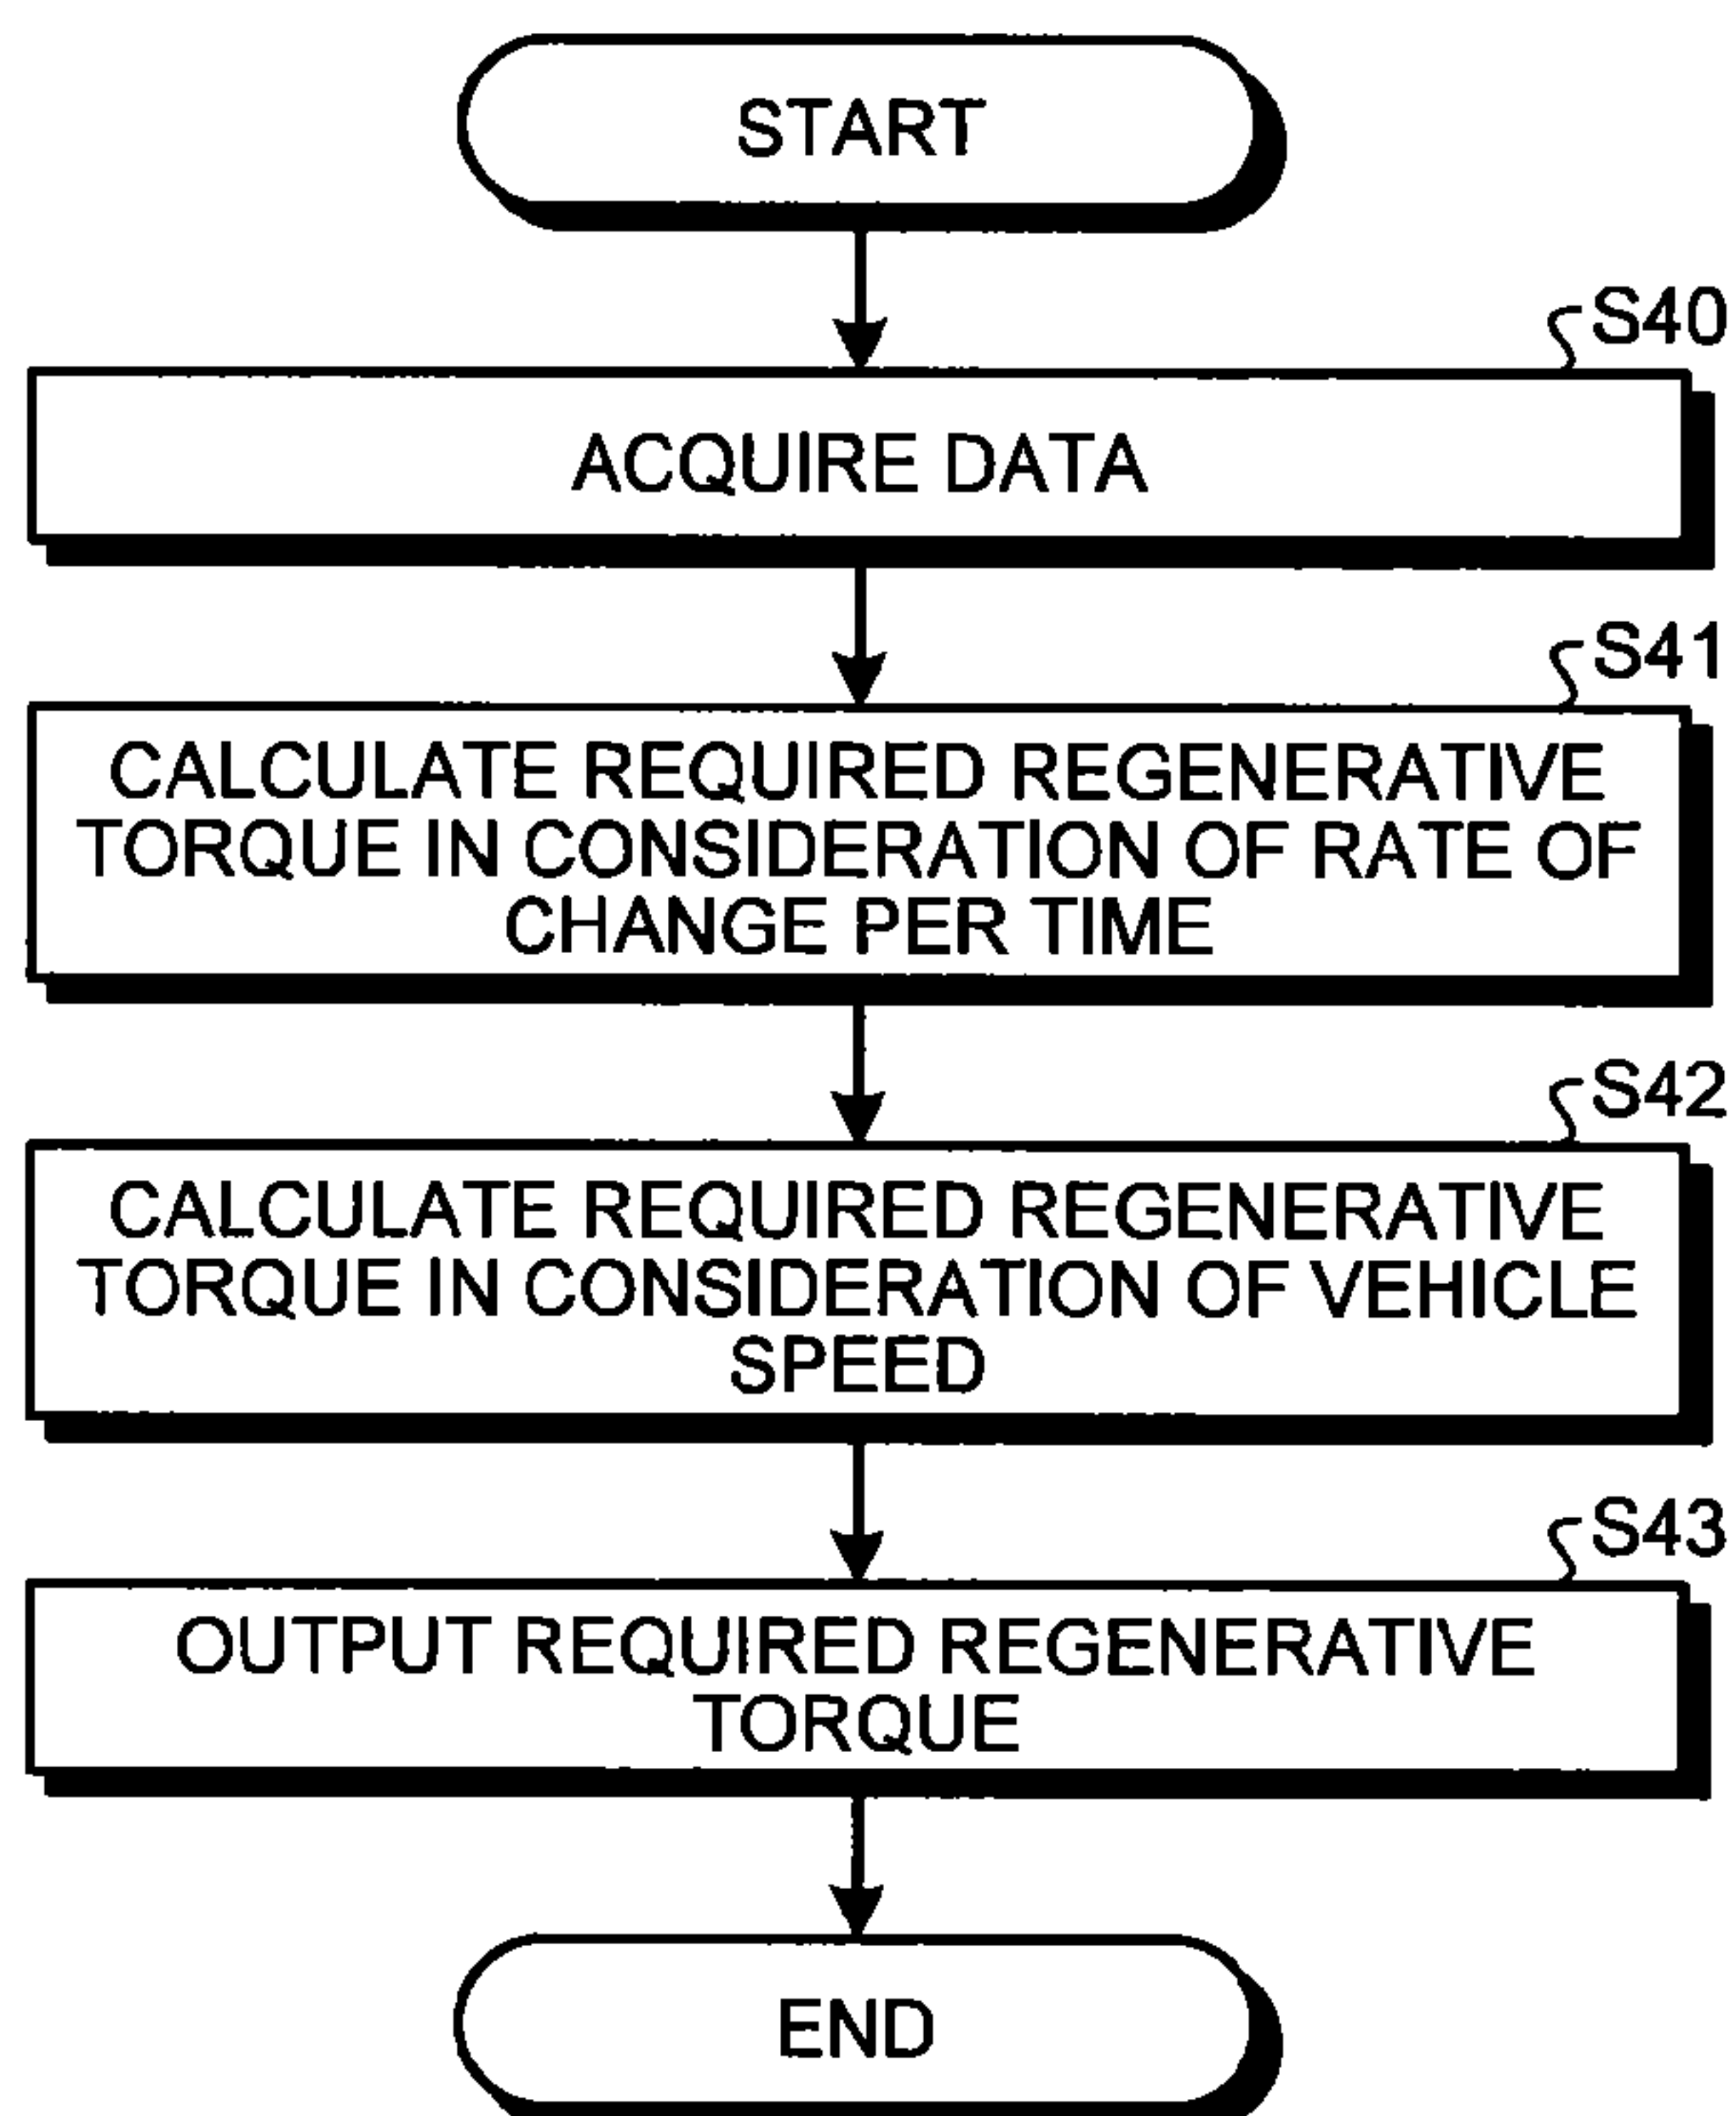 START
S40
ACQUIRE DATA
S41
CALCULATE REQUIRED REGENERATIVE
TORQUE IN CONSIDERATION OF RATE OF
CHANGE PER TIME
S42
CALCULATE REQUIRED REGENERATIVE
TORQUE IN CONSIDERATION OF VEHICLE
SPEED
S43
OUTPUT REQUIRED REGENERATIVE
TORQUE
END